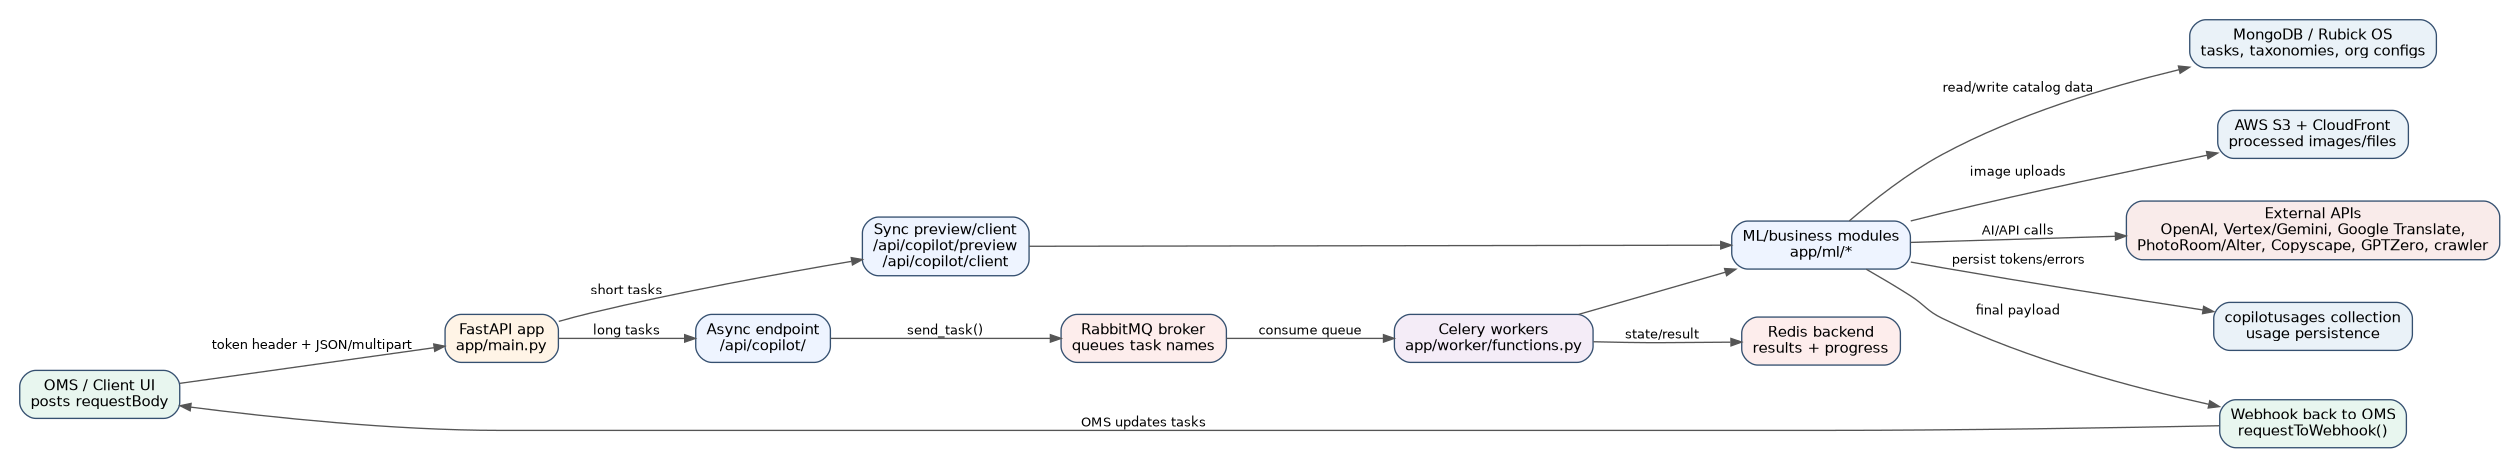 OMS / Client UI
posts requestBody
token header + JSON/multipart
FastAPI app
app/main.py
short tasks
long tasks
Sync preview/client
/api/copilot/preview
/api/copilot/client
Async endpoint
/api/copilot/
send_task()
RabbitMQ broker
queues task names
consume queue
Celery workers
app/worker/functions.py
state/result
Redis backend
results + progress
ML/business modules
app/ml/*
read/write catalog data
MongoDB / Rubick OS
tasks, taxonomies, org configs
image uploads
AWS S3 + CloudFront
processed images/files
AI/API calls
External APIs
OpenAI, Vertex/Gemini, Google Translate,
PhotoRoom/Alter, Copyscape, GPTZero, crawler
persist tokens/errors
copilotusages collection
usage persistence
final payload
Webhook back to OMS
requestToWebhook()
OMS updates tasks